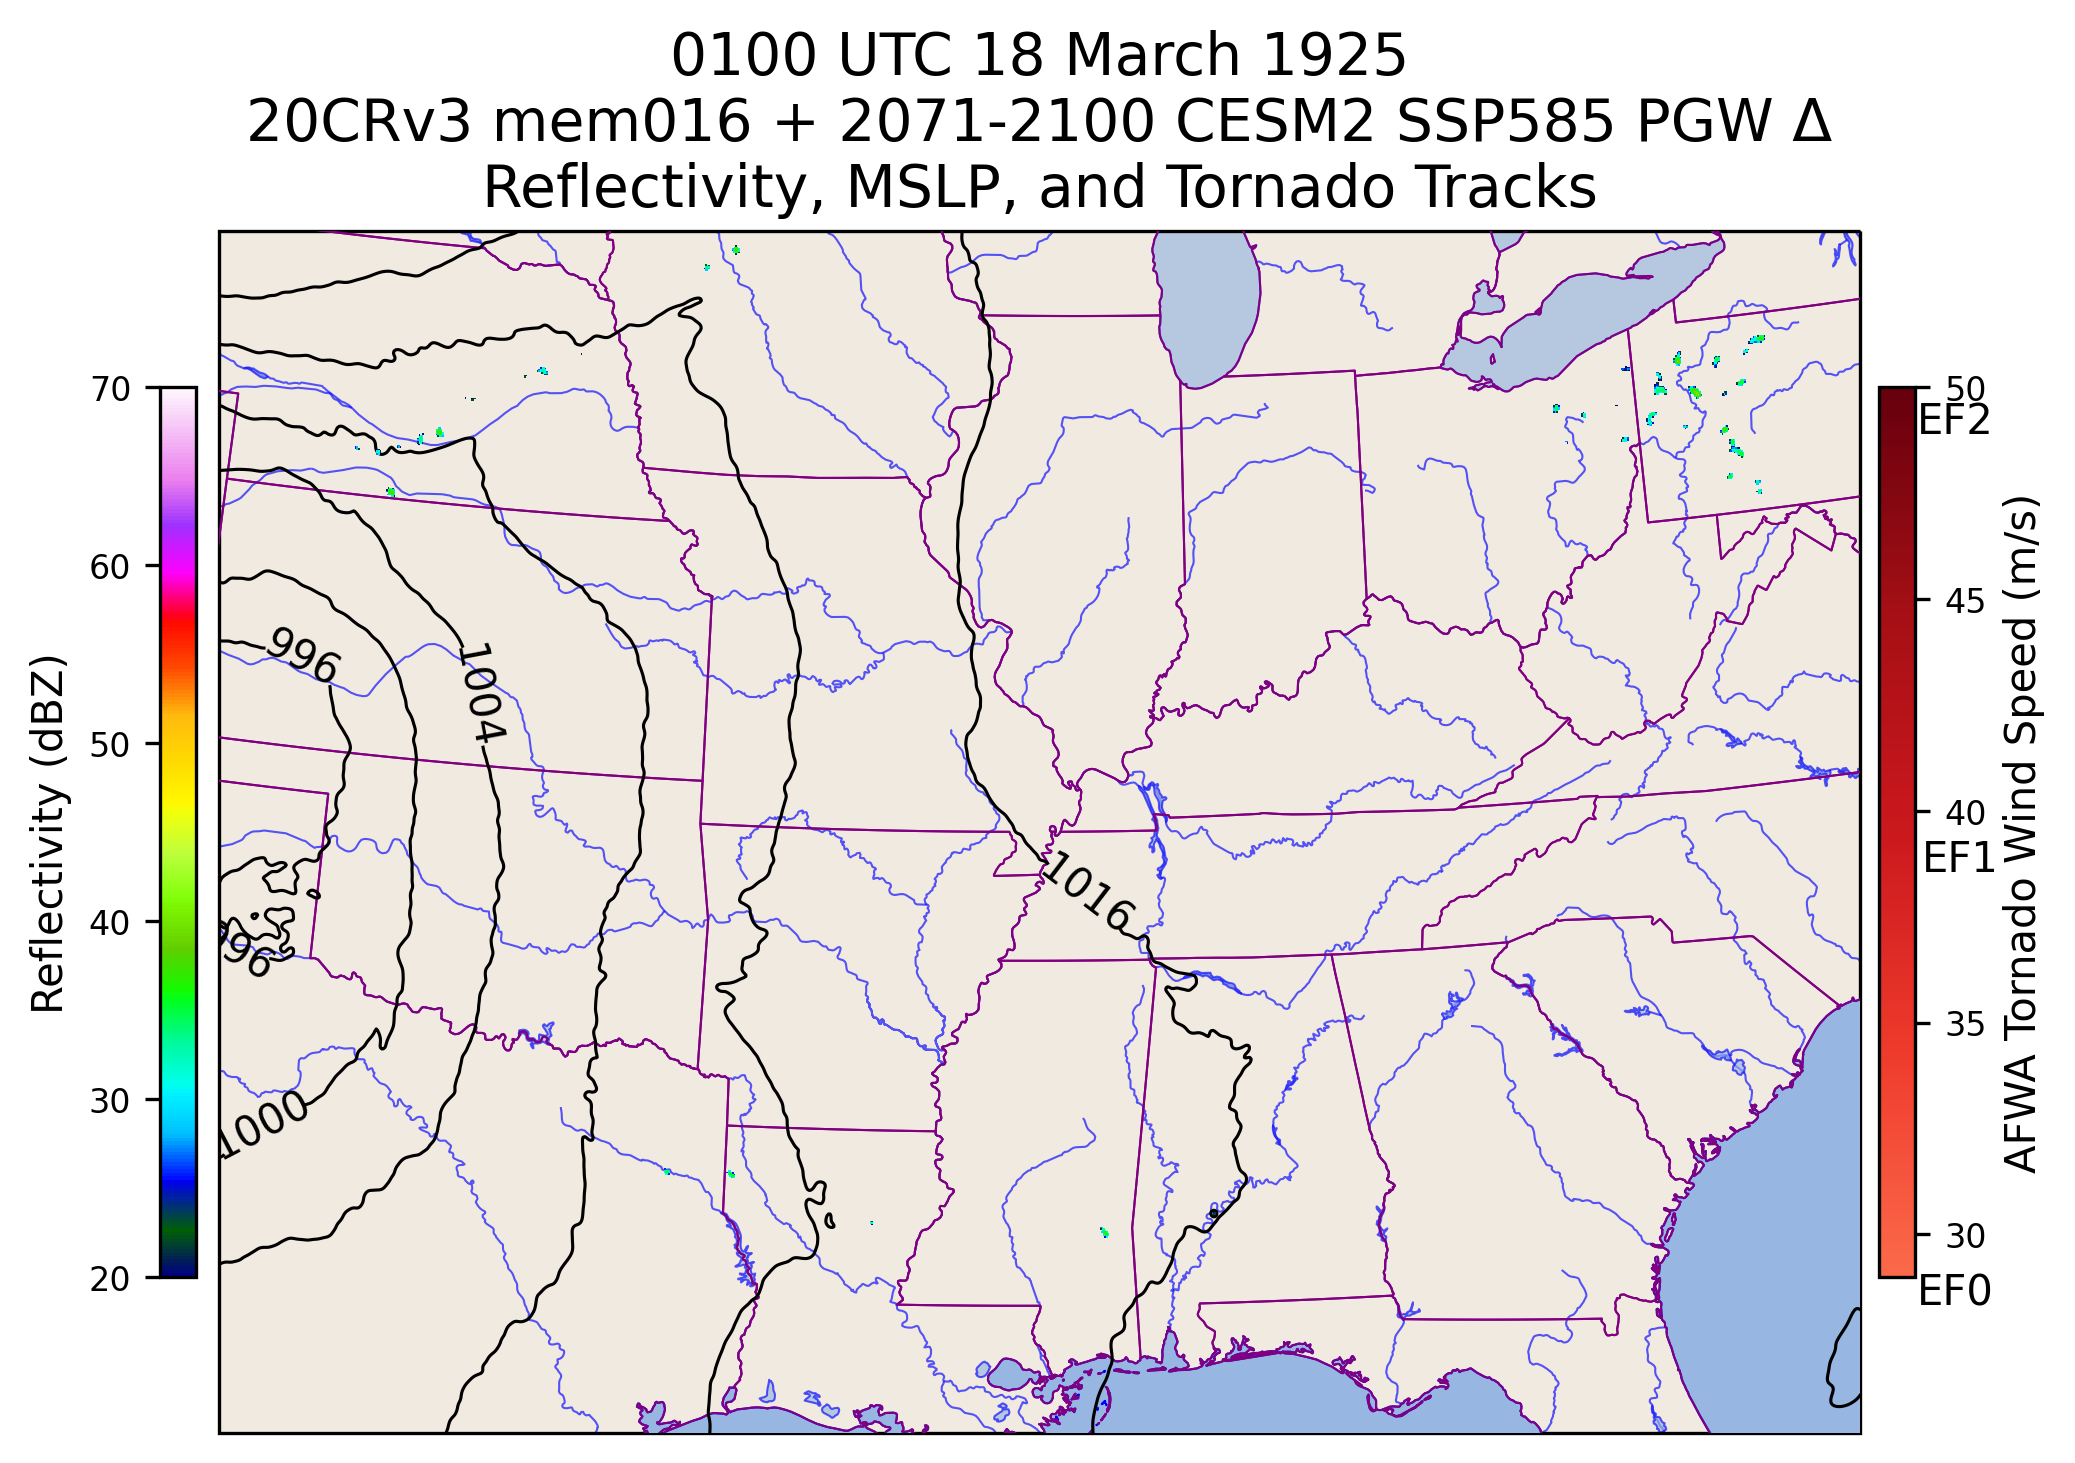 0100 UTC 18 March 1925
20CRv3 mem016 + 2071-2100 CESM2 SSP585 PGW Δ
Reflectivity, MSLP, and Tornado Tracks
70
60
50
40
30
20
Reflectivity (dBZ)
996
1004
1016
96
1000
50
EF2
45
40
EF1
35
30
EF0
AFWA Tornado Wind Speed (m/s)